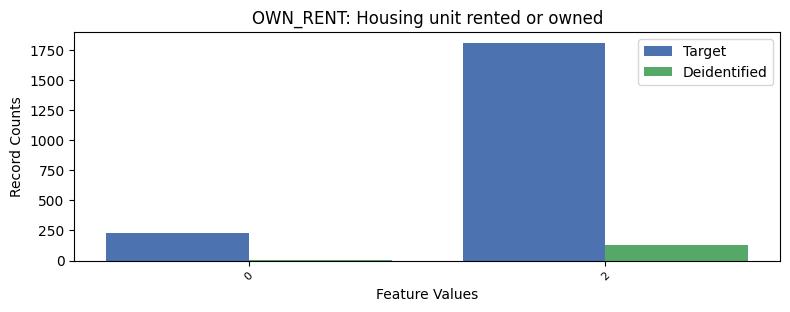 OWN_RENT: Housing unit rented or owned
Target
Deidentified
Record Counts
1750
1500
1250
1000
750
500
250
0
0
2
Feature Values